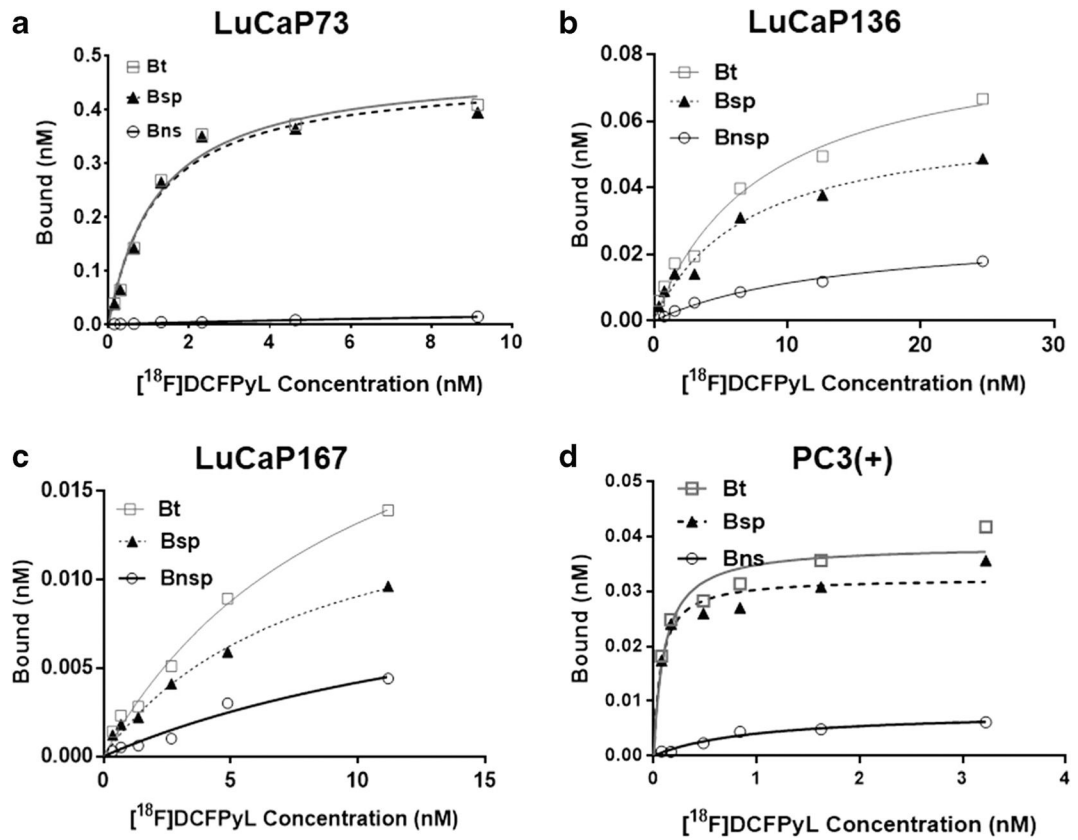 a
LuCaP73
0.5
0.4
0.3
0.2
0.1
0.0
Bound (nM)
Bt
Bsp
Bns
0
2
4
6
8
10
[¹⁸F]DCFPyL Concentration (nM)
b
LuCaP136
0.08
0.06
0.04
0.02
0.00
Bound (nM)
Bt
Bsp
Bnsp
0
10
20
30
[¹⁸F]DCFPyL Concentration (nM)
c
LuCaP167
0.015
0.010
0.005
0.000
Bound (nM)
Bt
Bsp
Bnsp
0
5
10
15
[¹⁸F]DCFPyL Concentration (nM)
d
PC3(+)
0.05
0.04
0.03
0.02
0.01
0.00
Bound (nM)
Bt
Bsp
Bns
0
1
2
3
4
[¹⁸F]DCFPyL Concentration (nM)